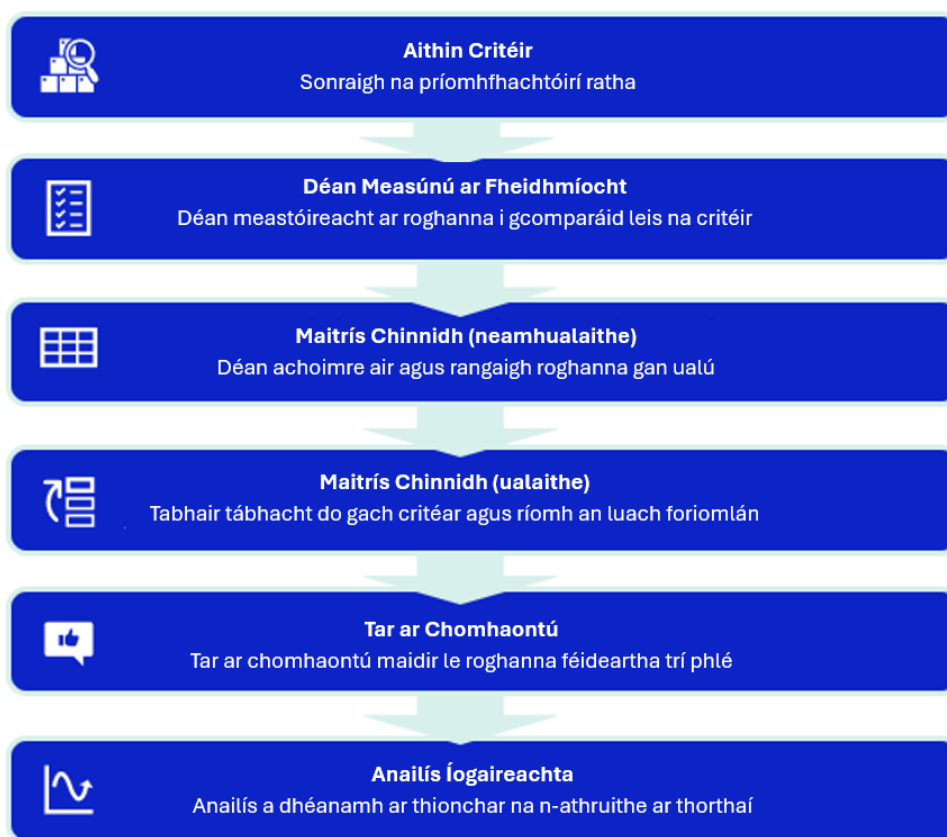 Aithin Critéir
Sonraigh na príomhfhachtóirí ratha
Déan Measúnú ar Fheidhmíocht
Déan meastóireacht ar roghanna i gcomparáid leis na critéir
Maitrís Chinnidh (neamhualaithe)
Déan achoimre air agus rangaigh roghanna gan ualú
Maitrís Chinnidh (ualaithe)
Tabhair tábhacht do gach critéar agus ríomh an luach foriomlán
Tar ar Chomhaontú
Tar ar chomhaontú maidir le roghanna féideartha trí phlé
Anailís Íogaireachta
Anailís a dhéanamh ar thionchar na n-athruithe ar thorthaí